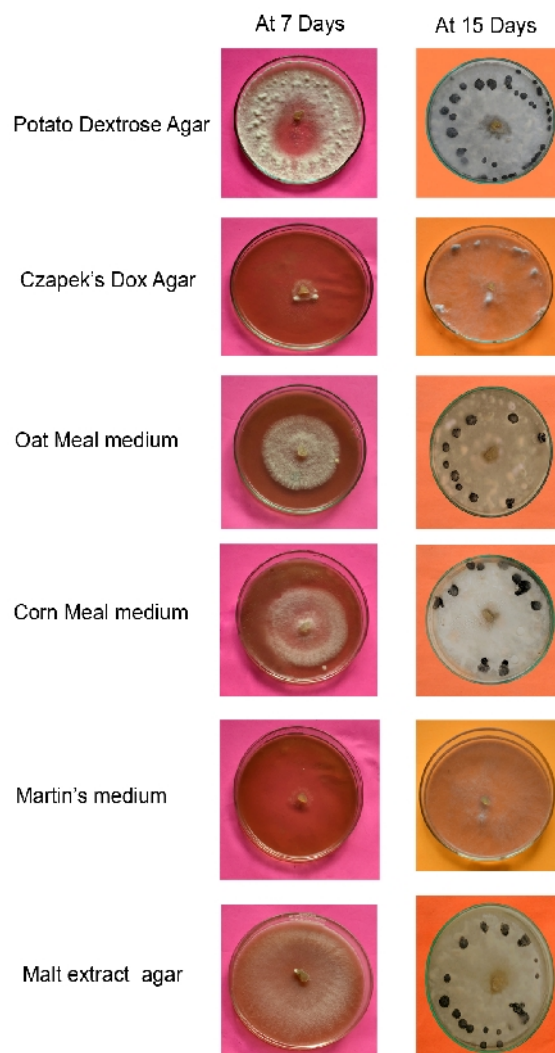 At 7 Days At 15 Days
Potato Dextrose Agar
Czapek's Dox Agar
Oat Meal medium
Corn Meal medium
Martin's medium
Malt extract agar